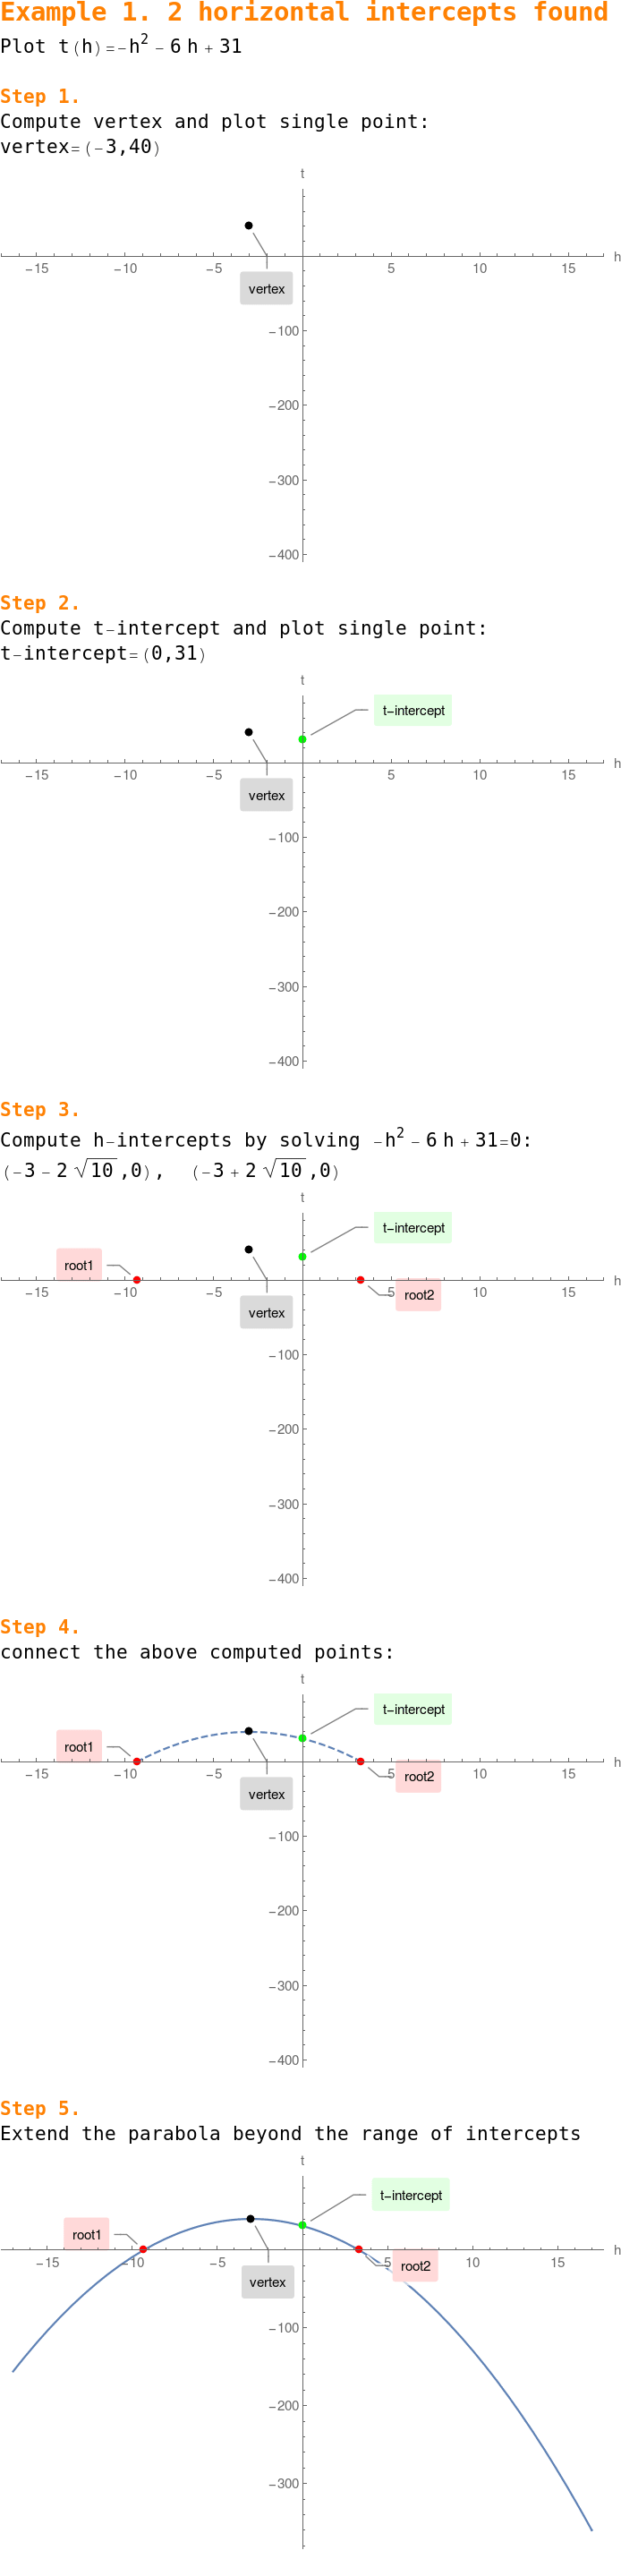 Example 1. 2 horizontal intercepts found
Plot t(h)=-h² - 6 h + 31
Step 1.
Compute vertex and plot single point:
vertex=(-3,40)
t
-15 -10 -5 5 10 15 h
vertex
-100
-200
-300
-400
Step 2.
Compute t-intercept and plot single point:
t-intercept=(0,31)
t
t-intercept
-15 -10 -5 5 10 15 h
vertex
-100
-200
-300
-400
Step 3.
Compute h-intercepts by solving -h² - 6 h + 31=0:
(-3 - 2 √10 ,0), (-3 + 2 √10 ,0)
t
t-intercept
root1
-15 -10 -5 5 10 15 h
root2
vertex
-100
-200
-300
-400
Step 4.
connect the above computed points:
t
t-intercept
root1
-15 -10 -5 5 10 15 h
root2
vertex
-100
-200
-300
-400
Step 5.
Extend the parabola beyond the range of intercepts
t
t-intercept
root1
-15 -10 -5 5 10 15 h
root2
vertex
-100
-200
-300